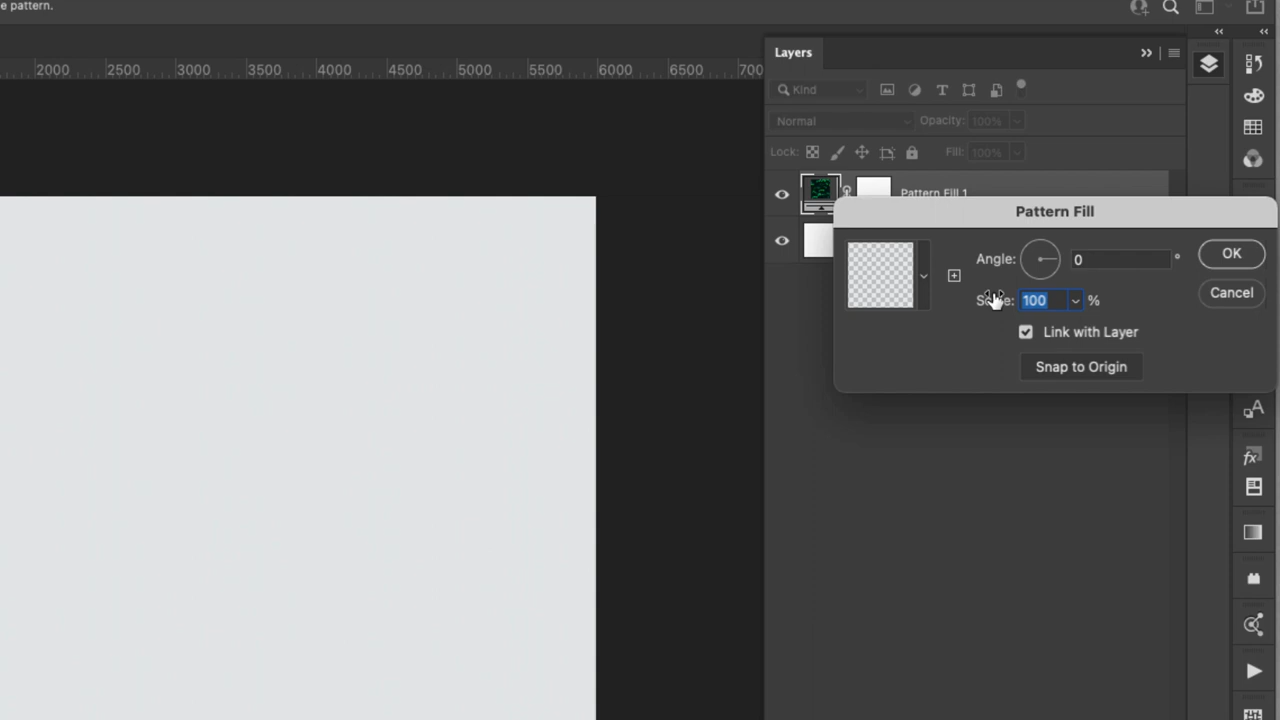 e pattern.
2000 2500 3000 3500 4000 4500 5000 5500 6000 6500 700
Layers
Kind
Normal Opacity: 100%
Lock: Fill: 100%
Pattern Fill 1
Pattern Fill
Angle: 0 °
OK
Scale: 100 %
Cancel
Link with Layer
Snap to Origin